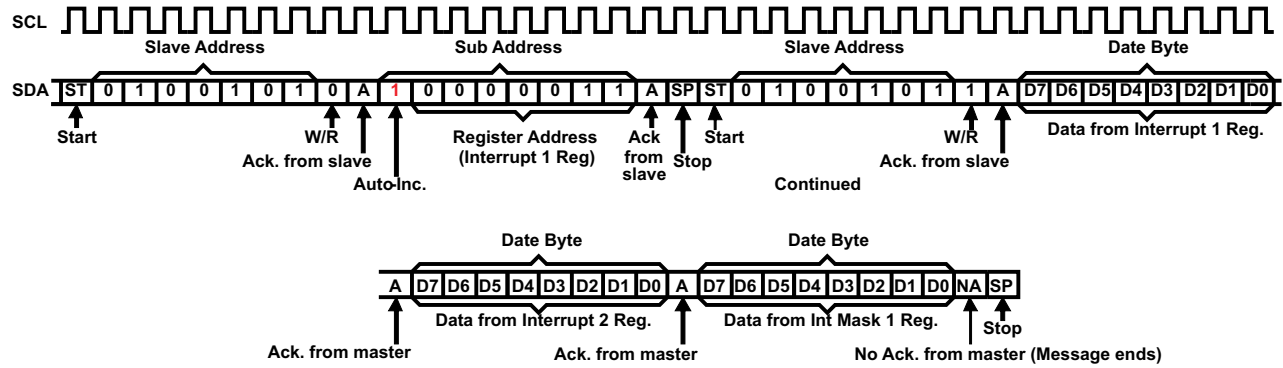 SCL
Slave Address Sub Address Slave Address Date Byte
SDA ST 0 1 0 0 1 0 1 0 A 1 0 0 0 0 0 1 1 A SP ST 0 1 0 0 1 0 1 1 A D7 D6 D5 D4 D3 D2 D1 D0
Start W/R Register Address Ack Start W/R Data from Interrupt 1 Reg.
Ack. from slave (Interrupt 1 Reg) from Stop Ack. from slave
slave
Auto-Inc. Continued
Date Byte Date Byte
A D7 D6 D5 D4 D3 D2 D1 D0 A D7 D6 D5 D4 D3 D2 D1 D0 NA SP
Data from Interrupt 2 Reg. Data from Int Mask 1 Reg. Stop
Ack. from master Ack. from master No Ack. from master (Message ends)